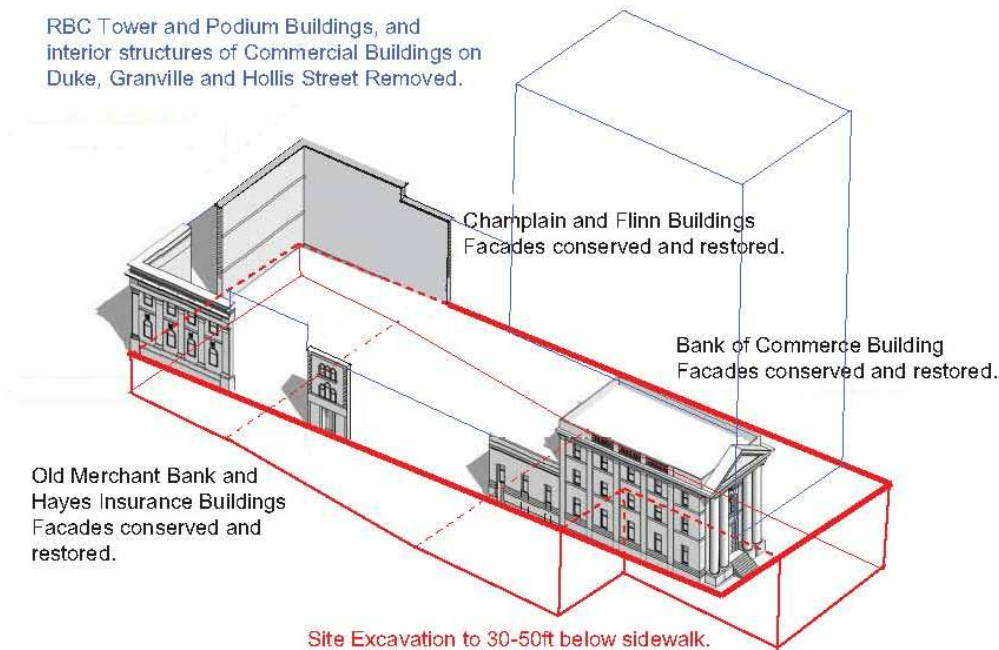 RBC Tower and Podium Buildings, and
interior structures of Commercial Buildings on
Duke, Granville and Hollis Street Removed.
Champlain and Flinn Buildings
Facades conserved and restored.
Bank of Commerce Building
Facades conserved and restored.
Old Merchant Bank and
Hayes Insurance Buildings
Facades conserved and
restored.
Site Excavation to 30-50ft below sidewalk.